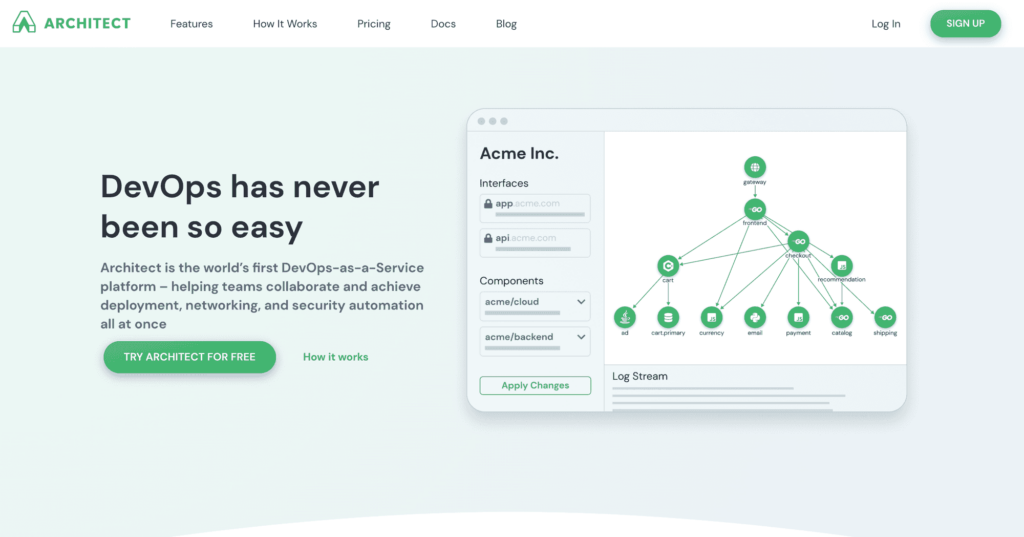 ARCHITECT
Features
How It Works
Pricing
Docs
Blog
Log In
SIGN UP
DevOps has never
been so easy
Architect is the world’s first DevOps-as-a-Service
platform – helping teams collaborate and achieve
deployment, networking, and security automation
all at once
TRY ARCHITECT FOR FREE
How it works
Acme Inc.
Interfaces
app.acme.com
api.acme.com
Components
acme/cloud
acme/backend
Apply Changes
gateway
GO
frontend
GO
checkout
cart
recommendation
ad
cart.primary
currency
email
payment
GO
catalog
GO
shipping
Log Stream